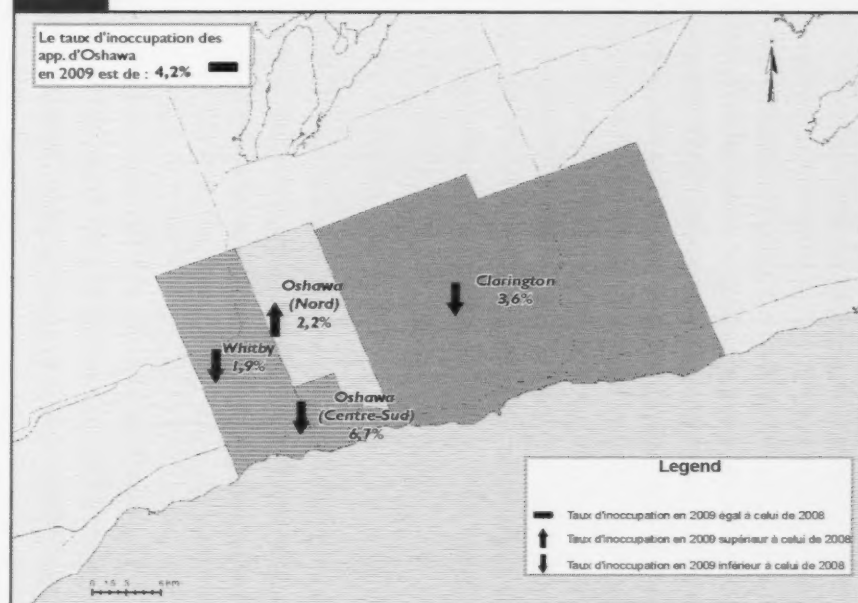 Le taux d'inoccupation des
app. d'Oshawa
en 2009 est de : 4,2%
Oshawa
(Nord)
2,2%
Clarington
3,6%
Whitby
1,9%
Oshawa
(Centre-Sud)
6,7%
Legend
Taux d'inoccupation en 2009 égal à celui de 2008
Taux d'inoccupation en 2009 supérieur à celui de 2008
Taux d'inoccupation en 2009 inférieur à celui de 2008